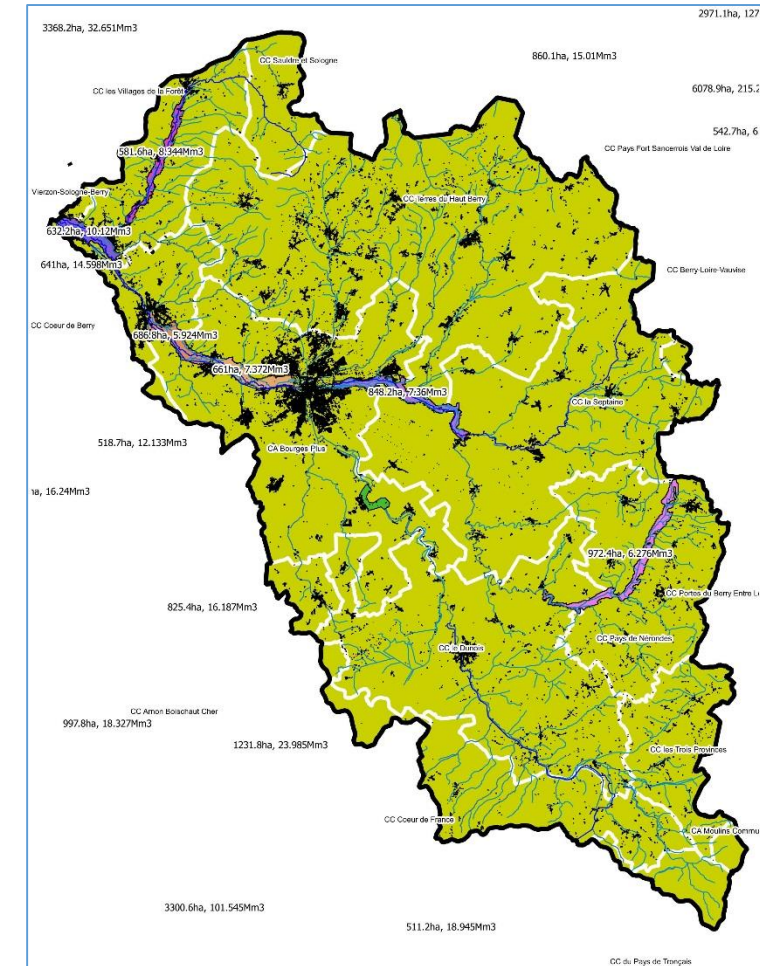 2971.1ha, 127
3368.2ha, 32.651Mm3
860.1ha, 15.01Mm3
CC Sauldre et Sologne
CC les Villages de la Forêt
6078.9ha, 215.2
542.7ha, 6
CC Pays Fort Sancerrois Val de Loire
581.6ha, 8.344Mm3
Vierzon-Sologne-Berry
CC Terres du Haut Berry
632.2ha, 10.12Mm3
641ha, 14.598Mm3
CC Berry-Loire-Vauvise
CC Coeur de Berry
686.8ha, 5.924Mm3
661ha, 7.372Mm3
848.2ha, 7.36Mm3
CC la Septaine
518.7ha, 12.133Mm3
CA Bourges Plus
1a, 16.24Mm3
972.4ha, 6.276Mm3
CC Portes du Berry Entre L
825.4ha, 16.187Mm3
CC Pays de Nérondes
CC le Dunois
CC Arnon Boischaut Cher
997.8ha, 18.327Mm3
1231.8ha, 23.985Mm3
CC les Trois Provinces
CC Coeur de France
CA Moulins Commu
3300.6ha, 101.545Mm3
511.2ha, 18.945Mm3
CC du Pays de Tronçais